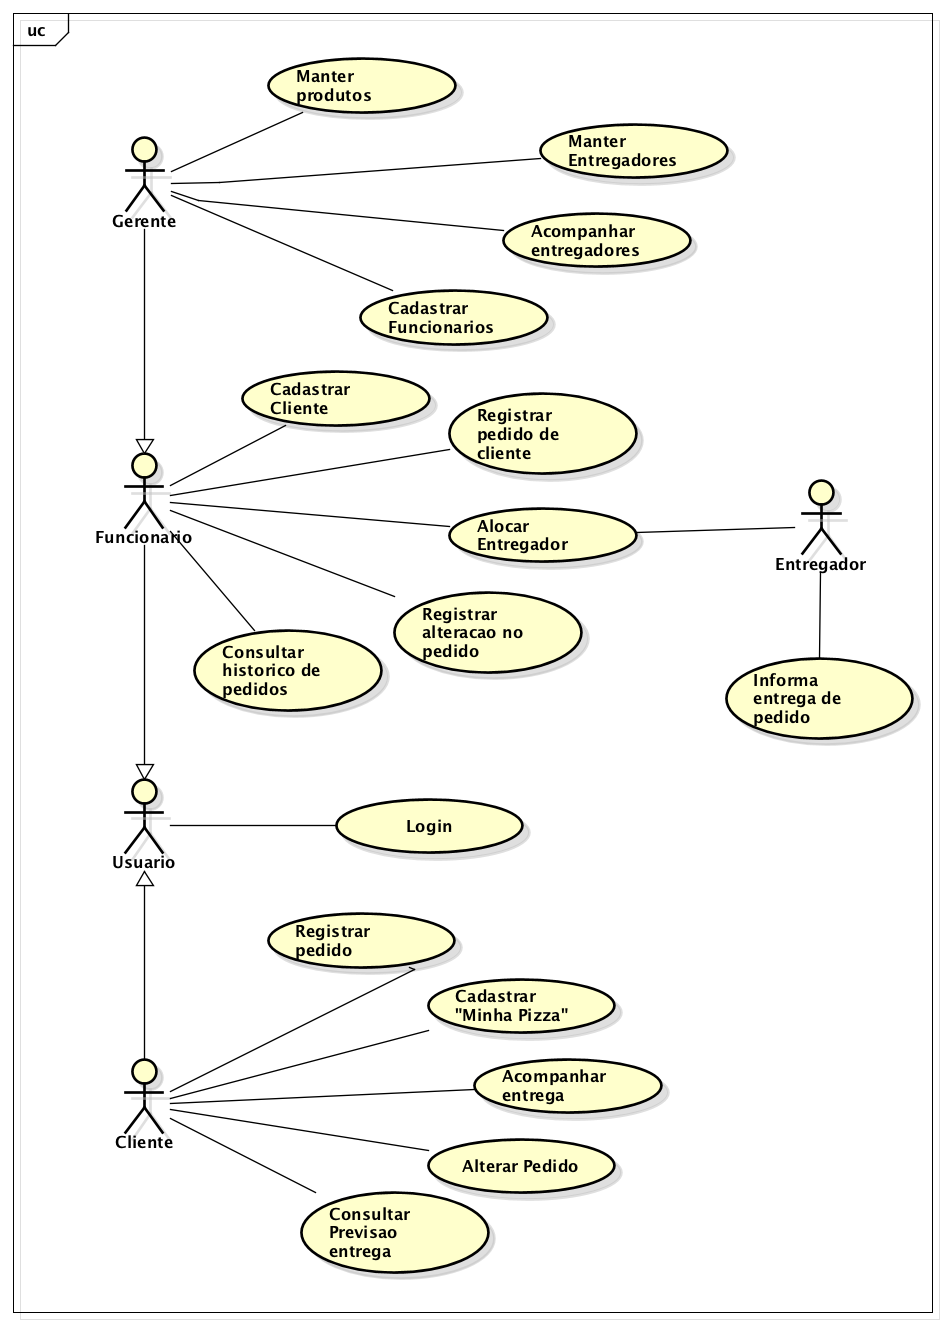 uc
Manter
produtos
Manter
Entregadores
Gerente
Acompanhar
entregadores
Cadastrar
Funcionarios
Cadastrar
Cliente
Registrar
pedido de
cliente
Alocar
Entregador
Funcionario
Entregador
Registrar
alteracao no
pedido
Consultar
historico de
pedidos
Informa
entrega de
pedido
Login
Usuario
Registrar
pedido
Cadastrar
"Minha Pizza"
Acompanhar
entrega
Cliente
Alterar Pedido
Consultar
Previsao
entrega